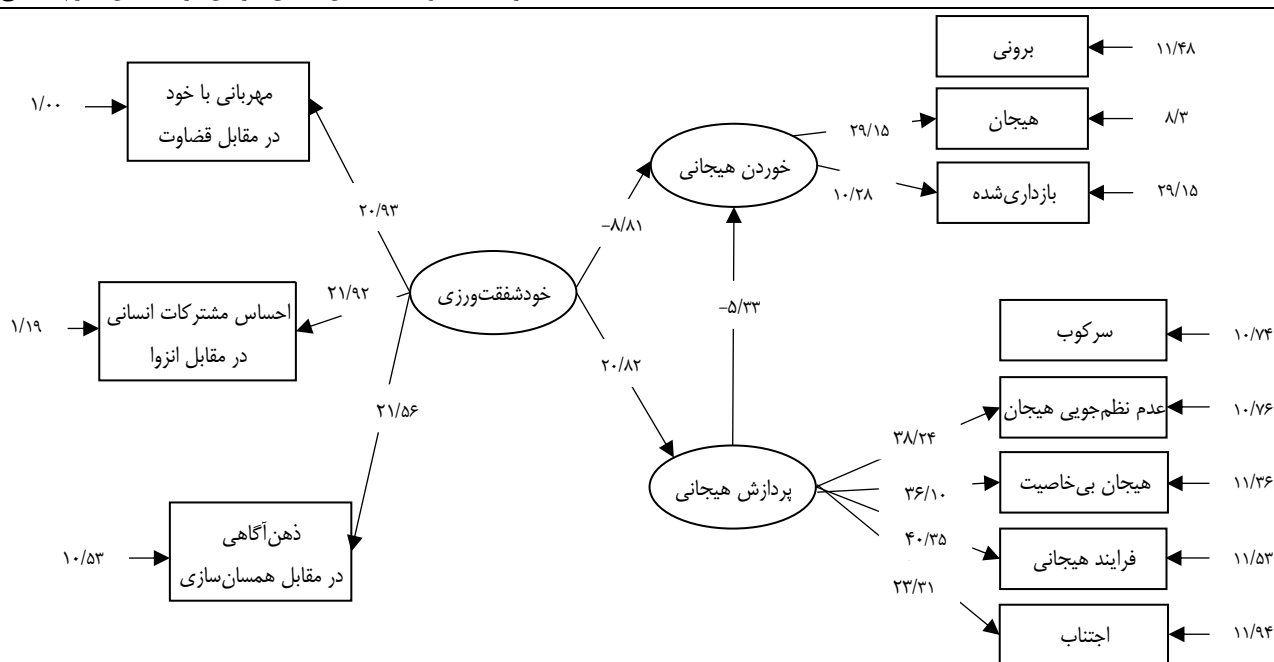 برونی
۱۱/۴۸
مهربانی با خود
در مقابل قضاوت
۱/۰۰
هیجان
۸/۳
۲۹/۱۵
خوردن هیجانی
بازداری‌شده
۲۹/۱۵
۱۰/۲۸
۲۰/۹۳
-۸/۸۱
خودشفقت‌ورزی
احساس مشترکات انسانی
در مقابل انزوا
۱/۱۹
۲۱/۹۲
-۵/۳۳
سرکوب
۱۰/۷۴
۲۰/۸۲
عدم نظم‌جویی هیجان
۱۰/۷۶
۲۱/۵۶
۳۸/۲۴
پردازش هیجانی
هیجان بی‌خاصیت
۱۱/۳۶
۳۶/۱۰
ذهن‌آگاهی
در مقابل همسان‌سازی
۱۰/۵۳
۴۰/۳۵
فرایند هیجانی
۱۱/۵۳
۲۳/۳۱
اجتناب
۱۱/۹۴